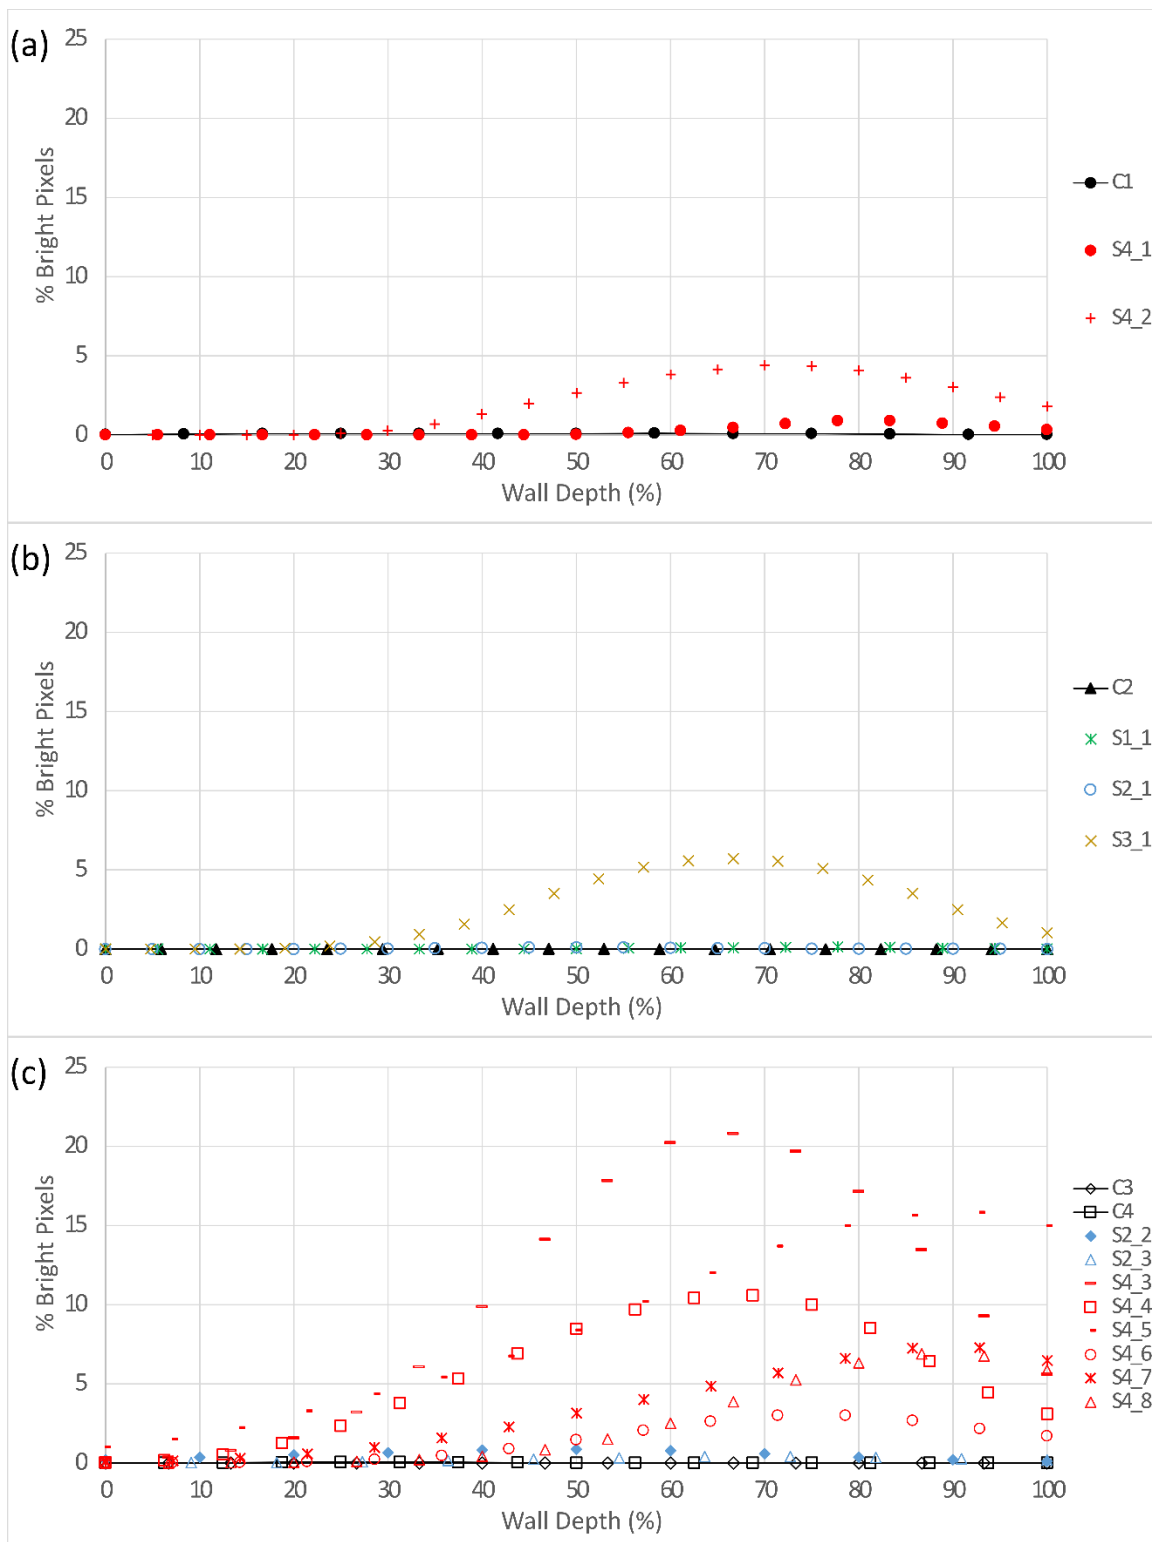 (a)
25
20
15
10
5
0
% Bright Pixels
0 10 20 30 40 50 60 70 80 90 100
Wall Depth (%)
C1
S4_1
S4_2
(b)
25
20
15
10
5
0
% Bright Pixels
0 10 20 30 40 50 60 70 80 90 100
Wall Depth (%)
C2
S1_1
S2_1
S3_1
(c)
25
20
15
10
5
0
% Bright Pixels
0 10 20 30 40 50 60 70 80 90 100
Wall Depth (%)
C3
C4
S2_2
S2_3
S4_3
S4_4
S4_5
S4_6
S4_7
S4_8